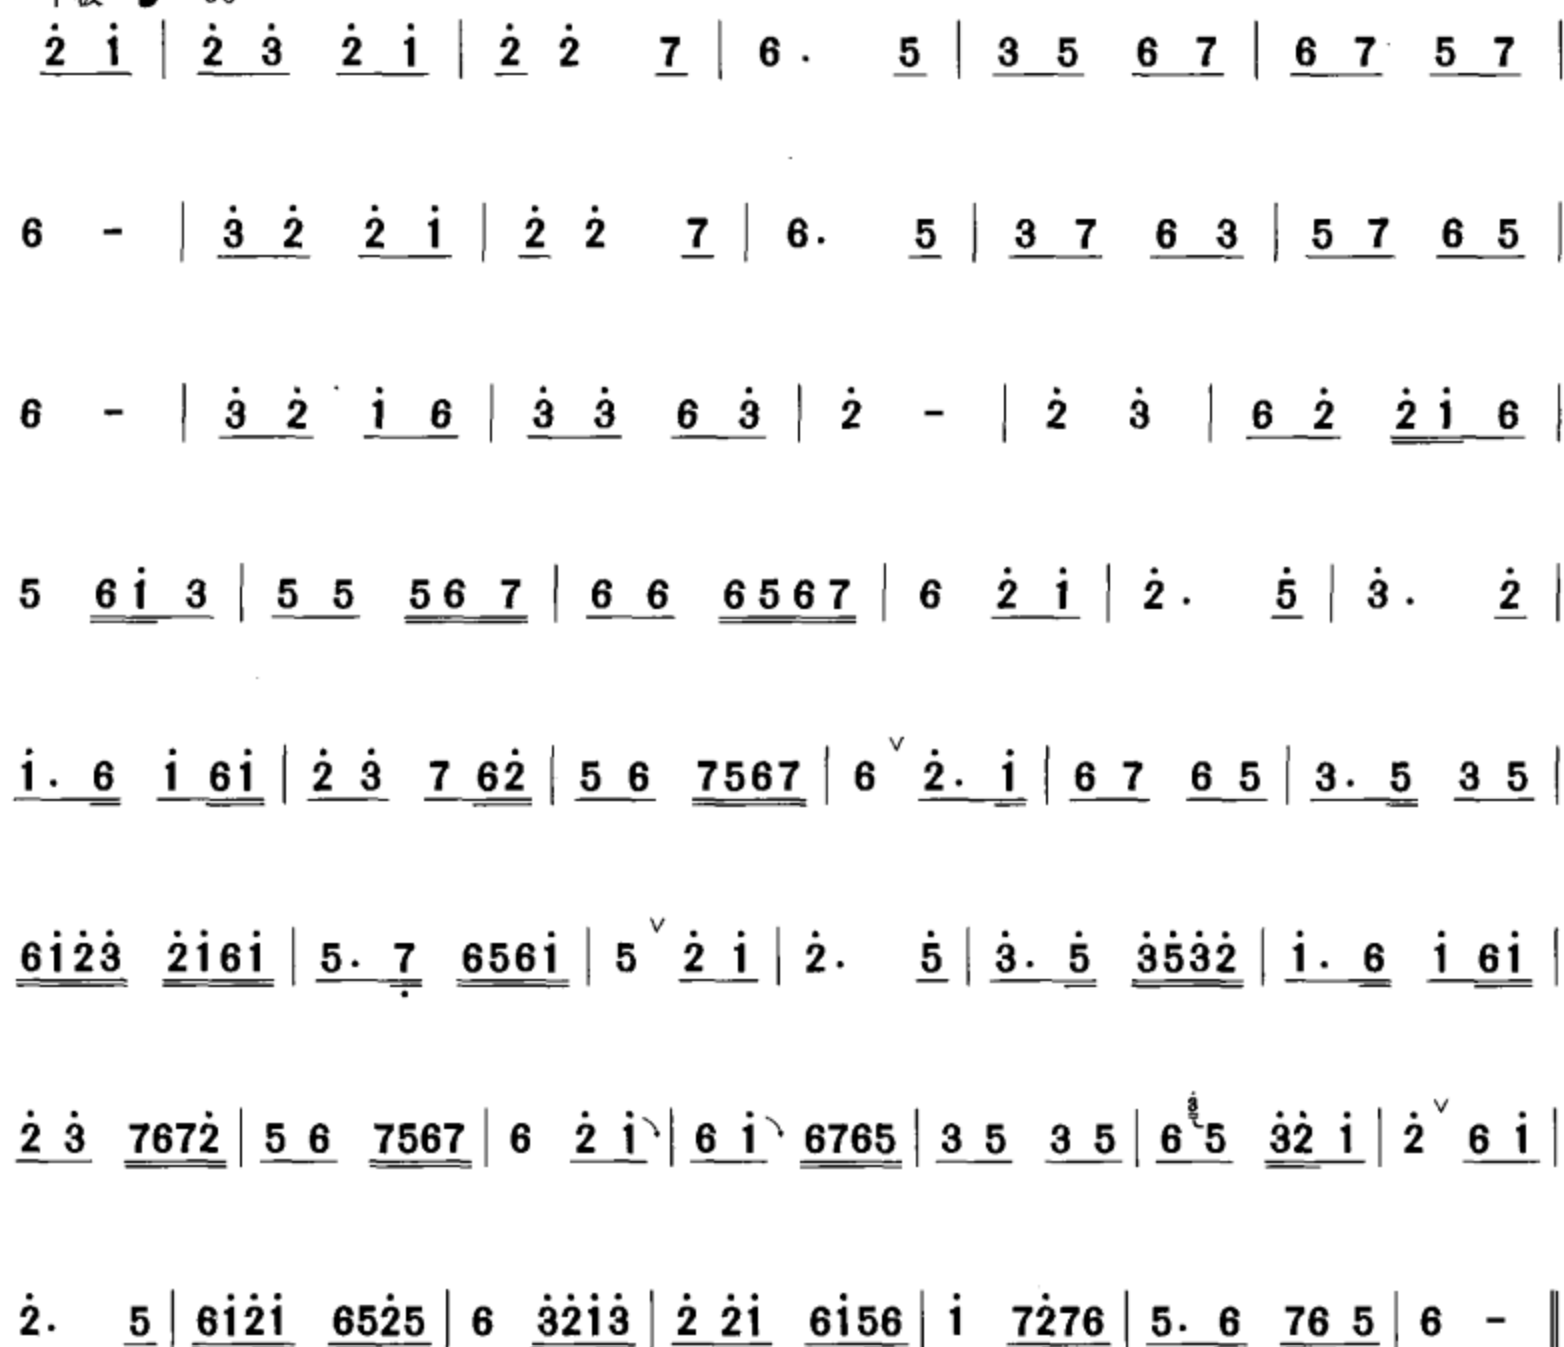 2̇ 1̇ | 2̇ 3̇ 2̇ 1̇ | 2̇ 2̇ 7 | 6 . 5 | 3 5 6 7 | 6 7 5 7 |
6 - | 3̇ 2̇ 2̇ 1̇ | 2̇ 2̇ 7 | 6 . 5 | 3 7 6 3 | 5 7 6 5 |
6 - | 3̇ 2̇ 1̇ 6 | 3̇ 3̇ 6 3̇ | 2̇ - | 2̇ 3̇ | 6 2̇ 2̇ 1̇ 6 |
5 6 1̇ 3 | 5 5 5 6 7 | 6 6 6 5 6 7 | 6 2̇ 1̇ | 2̇ . 5̇ | 3̇ . 2̇ |
1̇ . 6 1̇ 6 1̇ | 2̇ 3̇ 7 6 2̇ | 5 6 7 5 6 7 | 6 ∨ 2̇ . 1̇ | 6 7 6 5 | 3 . 5 3 5 |
6 1̇ 2̇ 3̇ 2̇ 1̇ 6 1̇ | 5 . 7̣ 6 5 6 1̇ | 5 ∨ 2̇ 1̇ | 2̇ . 5̇ | 3̇ . 5̇ 3̇ 5̇ 3̇ 2̇ | 1̇ . 6 1̇ 6 1̇ |
2̇ 3̇ 7 6 7 2̇ | 5 6 7 5 6 7 | 6 2̇ 1̇ | 6 1̇ 6 7 6 5 | 3 5 3 5 | 6 5 3̇ 2̇ 1̇ | 2̇ ∨ 6 1̇ |
2̇ . 5 | 6 1̇ 2̇ 1̇ 6 5 2̇ 5 | 6 3̇ 2̇ 1̇ 3̇ | 2̇ 2̇ 1̇ 6 1̇ 5 6 | 1̇ 7 2̇ 7 6 | 5 . 6 7 6 5 | 6 - ‖